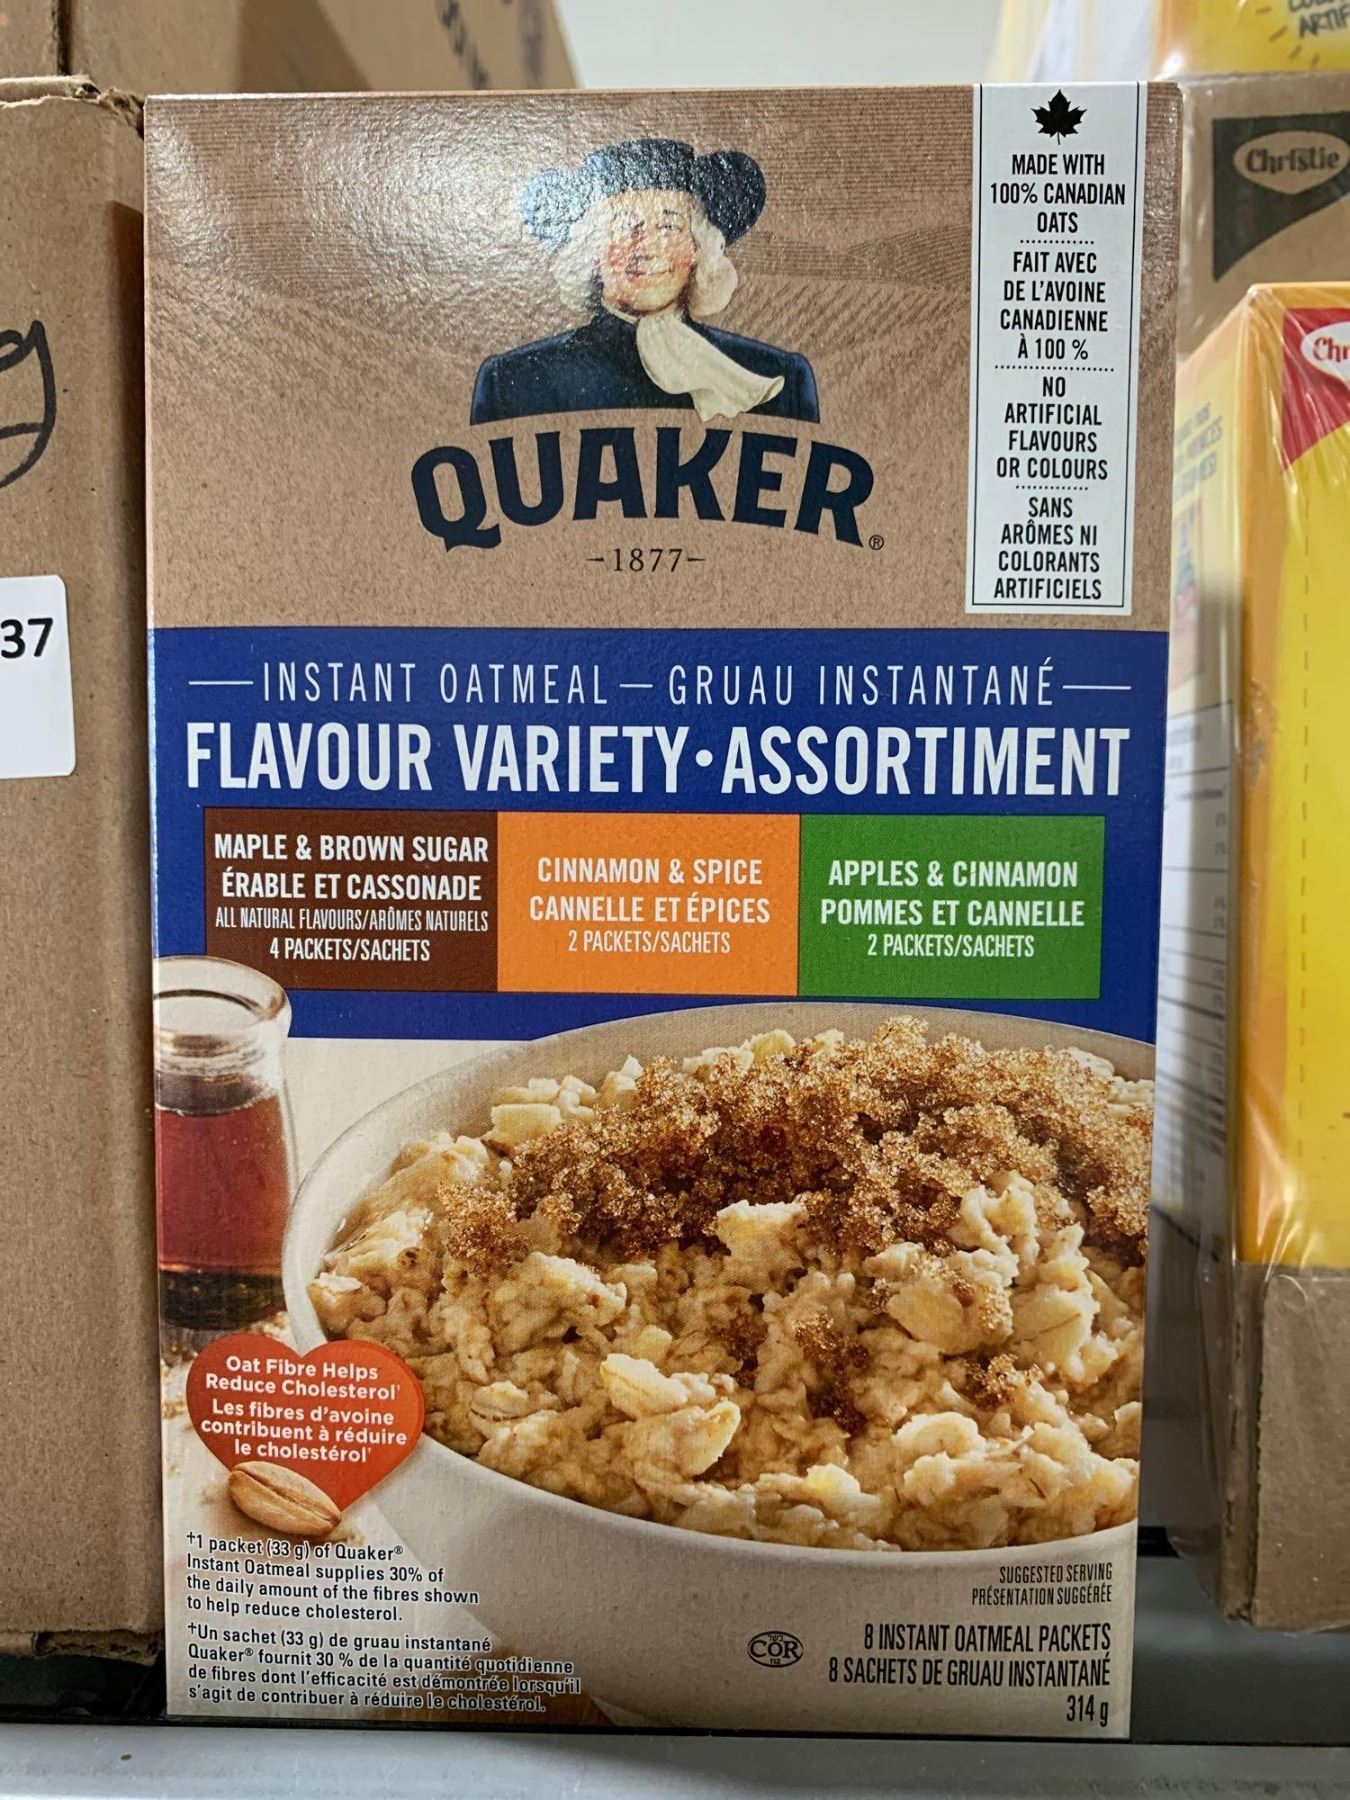 MADE WITH
100% CANADIAN
OATS
FAIT AVEC
DE L'AVOINE
CANADIENNE
À 100 %
NO
ARTIFICIAL
FLAVOURS
OR COLOURS
SANS
ARÔMES NI
COLORANTS
ARTIFICIELS
QUAKER®
-1877-
INSTANT OATMEAL — GRUAU INSTANTANÉ
FLAVOUR VARIETY•ASSORTIMENT
MAPLE & BROWN SUGAR
ÉRABLE ET CASSONADE
ALL NATURAL FLAVOURS/ARÔMES NATURELS
4 PACKETS/SACHETS
CINNAMON & SPICE
CANNELLE ET ÉPICES
2 PACKETS/SACHETS
APPLES & CINNAMON
POMMES ET CANNELLE
2 PACKETS/SACHETS
Oat Fibre Helps
Reduce Cholesterol†
Les fibres d'avoine
contribuent à réduire
le cholestérol†
†1 packet (33 g) of Quaker®
Instant Oatmeal supplies 30% of
the daily amount of the fibres shown
to help reduce cholesterol.
†Un sachet (33 g) de gruau instantané
Quaker® fournit 30 % de la quantité quotidienne
de fibres dont l'efficacité est démontrée lorsqu'il
s'agit de contribuer à réduire le cholestérol.
SUGGESTED SERVING
PRÉSENTATION SUGGÉRÉE
COR
112
8 INSTANT OATMEAL PACKETS
8 SACHETS DE GRUAU INSTANTANÉ
314 g
37
Christie